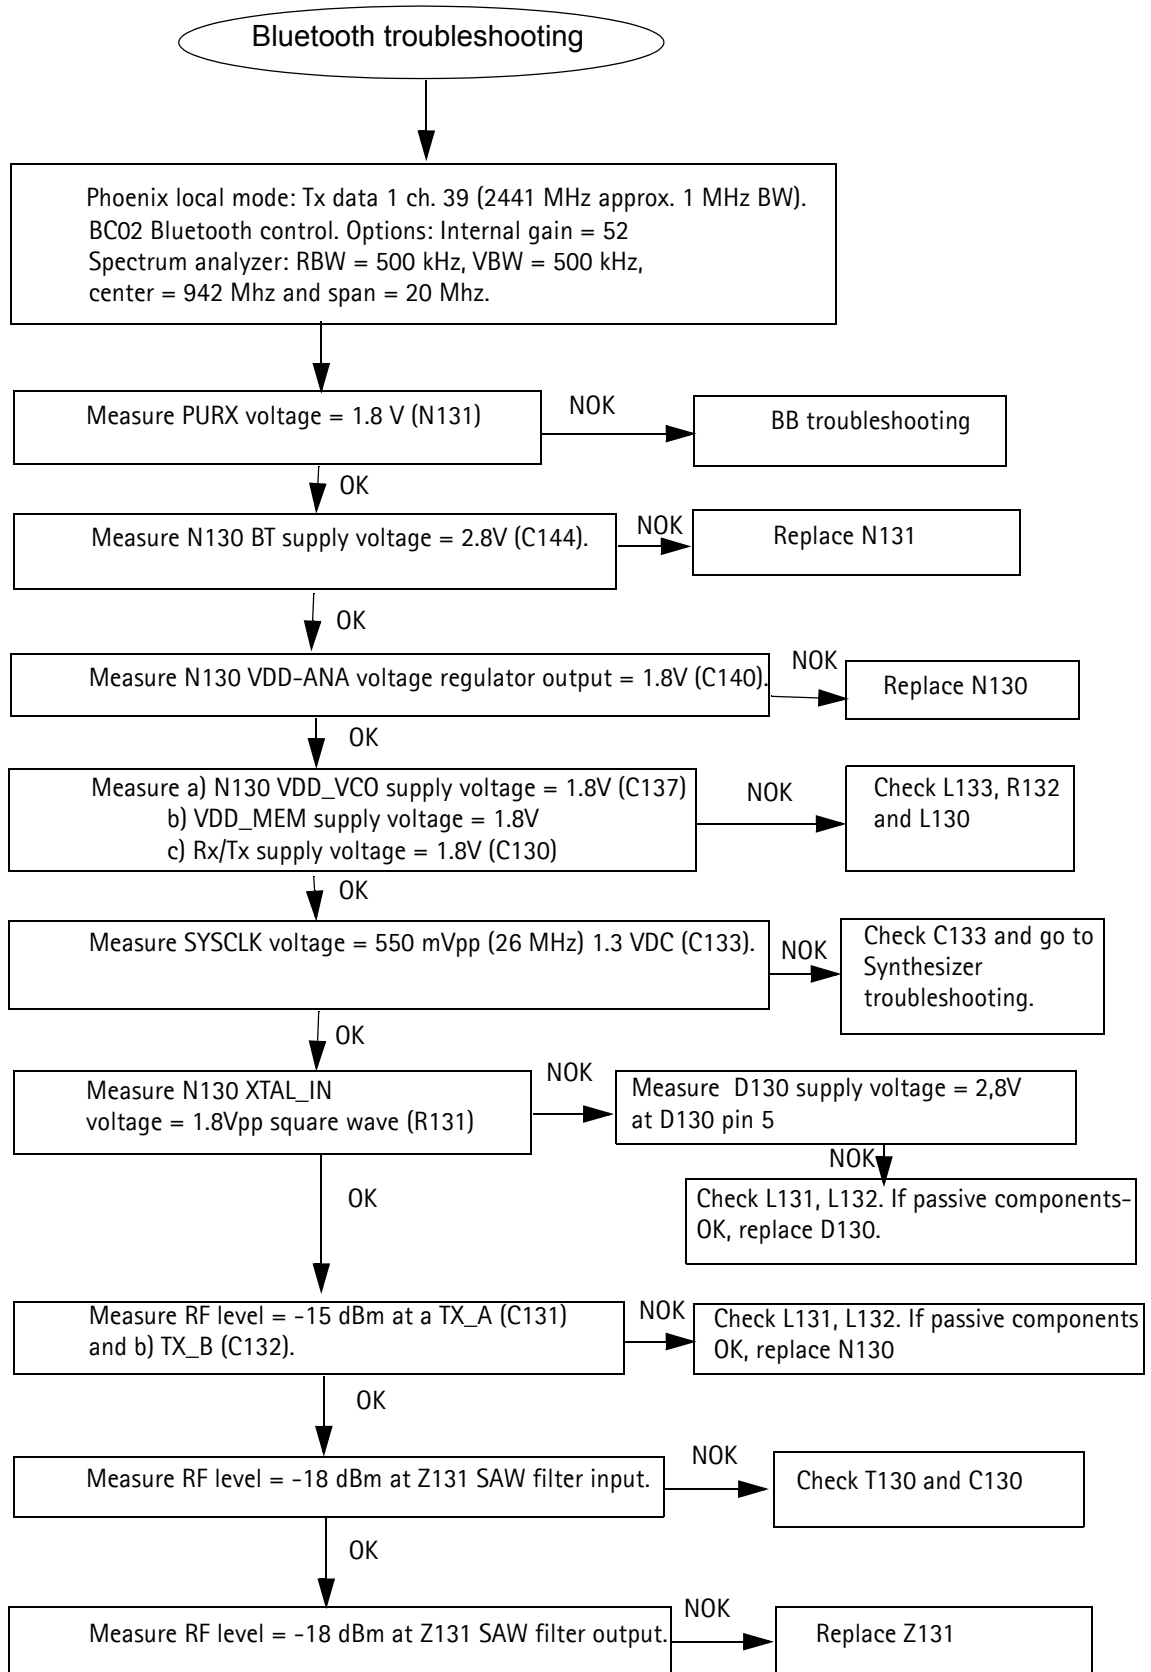 Bluetooth troubleshooting
Phoenix local mode: Tx data 1 ch. 39 (2441 MHz approx. 1 MHz BW).
BC02 Bluetooth control. Options: Internal gain = 52
Spectrum analyzer: RBW = 500 kHz, VBW = 500 kHz,
center = 942 Mhz and span = 20 Mhz.
Measure PURX voltage = 1.8 V (N131)
NOK
BB troubleshooting
OK
Measure N130 BT supply voltage = 2.8V (C144).
NOK
Replace N131
OK
Measure N130 VDD-ANA voltage regulator output = 1.8V (C140).
NOK
Replace N130
OK
Measure a) N130 VDD_VCO supply voltage = 1.8V (C137)
b) VDD_MEM supply voltage = 1.8V
c) Rx/Tx supply voltage = 1.8V (C130)
NOK
Check L133, R132
and L130
OK
Measure SYSCLK voltage = 550 mVpp (26 MHz) 1.3 VDC (C133).
NOK
Check C133 and go to
Synthesizer
troubleshooting.
OK
Measure N130 XTAL_IN
voltage = 1.8Vpp square wave (R131)
NOK
Measure D130 supply voltage = 2,8V
at D130 pin 5
NOK
Check L131, L132. If passive components-
OK, replace D130.
OK
Measure RF level = -15 dBm at a TX_A (C131)
and b) TX_B (C132).
NOK
Check L131, L132. If passive components
OK, replace N130
OK
Measure RF level = -18 dBm at Z131 SAW filter input.
NOK
Check T130 and C130
OK
Measure RF level = -18 dBm at Z131 SAW filter output.
NOK
Replace Z131